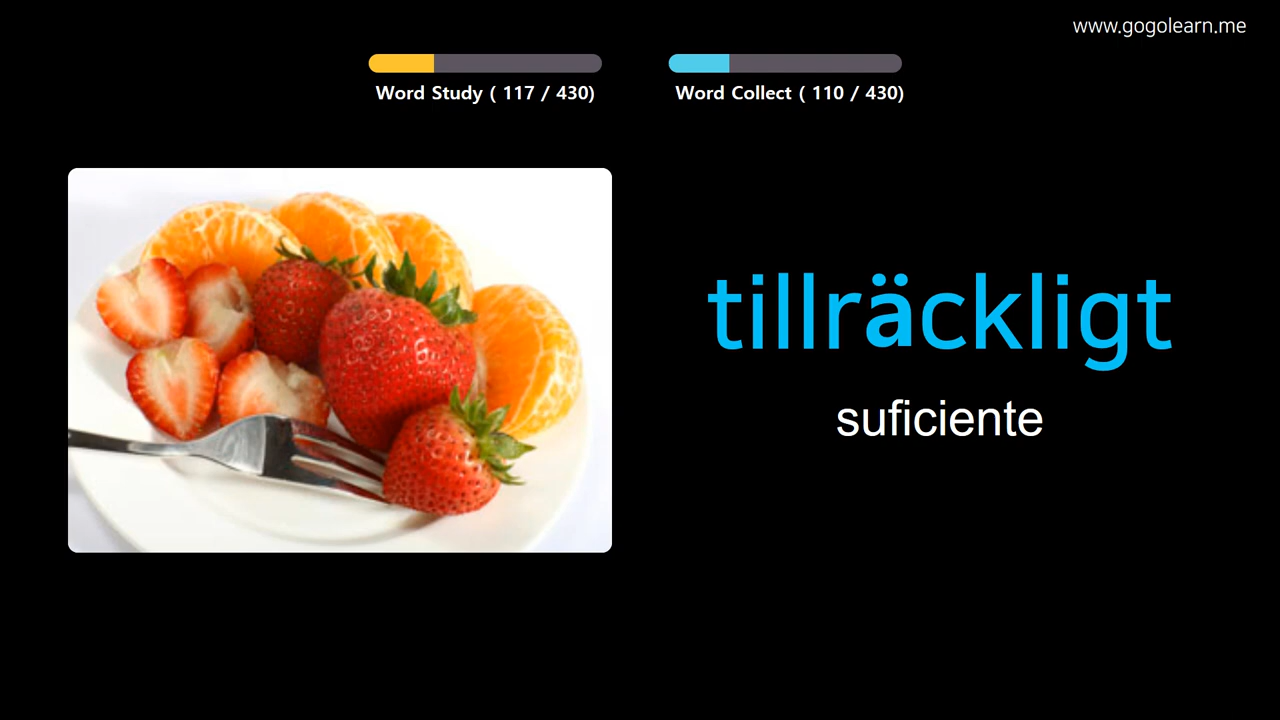 www.gogolearn.me
Word Study ( 117 / 430)
Word Collect ( 110 / 430)
tillräckligt
suficiente